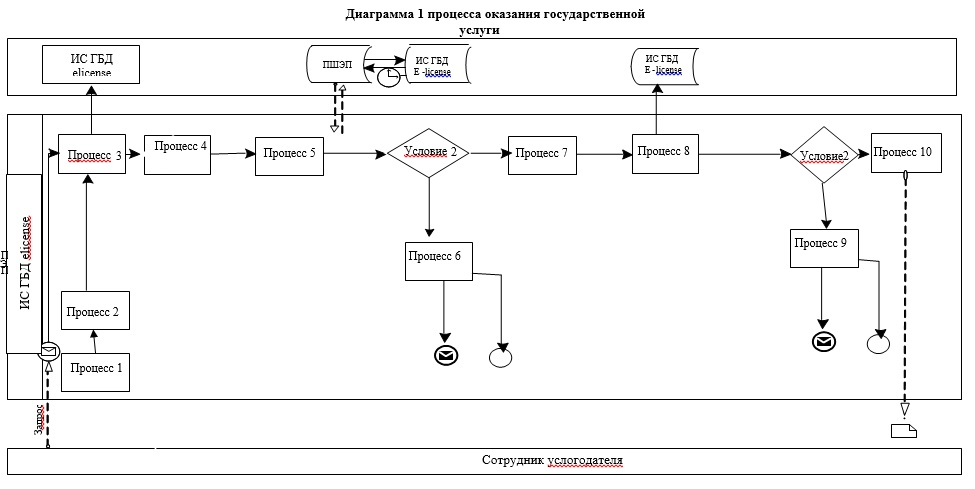 Диаграмма 1 процесса оказания государственной
услуги
ИС ГБД
elicense
ПШЭП
ИС ГБД
E -license
ИС ГБД
E -license
Процесс 3
Процесс 4
Процесс 5
Условие 2
Процесс 7
Процесс 8
Условие2
Процесс 10
ИС ГБД elicense
Процесс 6
Процесс 9
Процесс 2
Процесс 1
Запрос
Сотрудник услогодателя